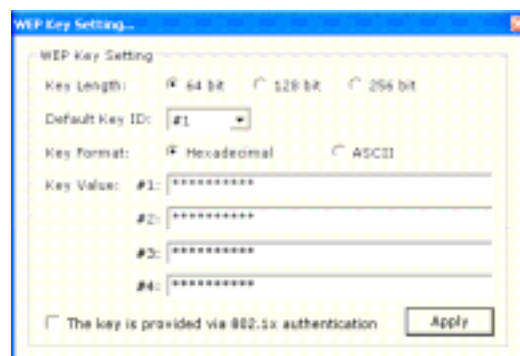 WEP Key Setting...
WEP Key Setting
Key Length: 64 bit 128 bit 256 bit
Default Key ID: #1
Key Format: Hexadecimal ASCII
Key Value: #1: **********
#2: **********
#3: **********
#4: **********
The key is provided via 802.1x authentication Apply